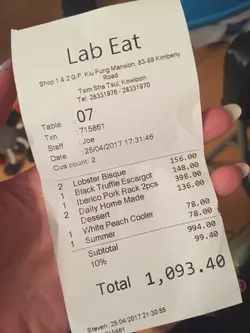 Lab Eat
Shop 1 & 2 G/F, Kiu Fung Mansion, 83-89 Kimberly
Road
Tsim Sha Tsui, Kowloon
Tel: 28331976 / 28331970
Table : 07
Txn : 715861
Staff : Joe
Date : 25/04/2017 17:31:46
Cus count: 2
2 Lobster Bisque 156.00
1 Black Truffle Escargot 148.00
1 Iberico Pork Rack 2pcs 398.00
2 Daily Home Made 136.00
Dessert
1 White Peach Cooler 78.00
1 Summer 78.00
Subtotal 994.00
10% 99.40
Total 1,093.40
Steven: 25-04-2017 21:30:55
715861